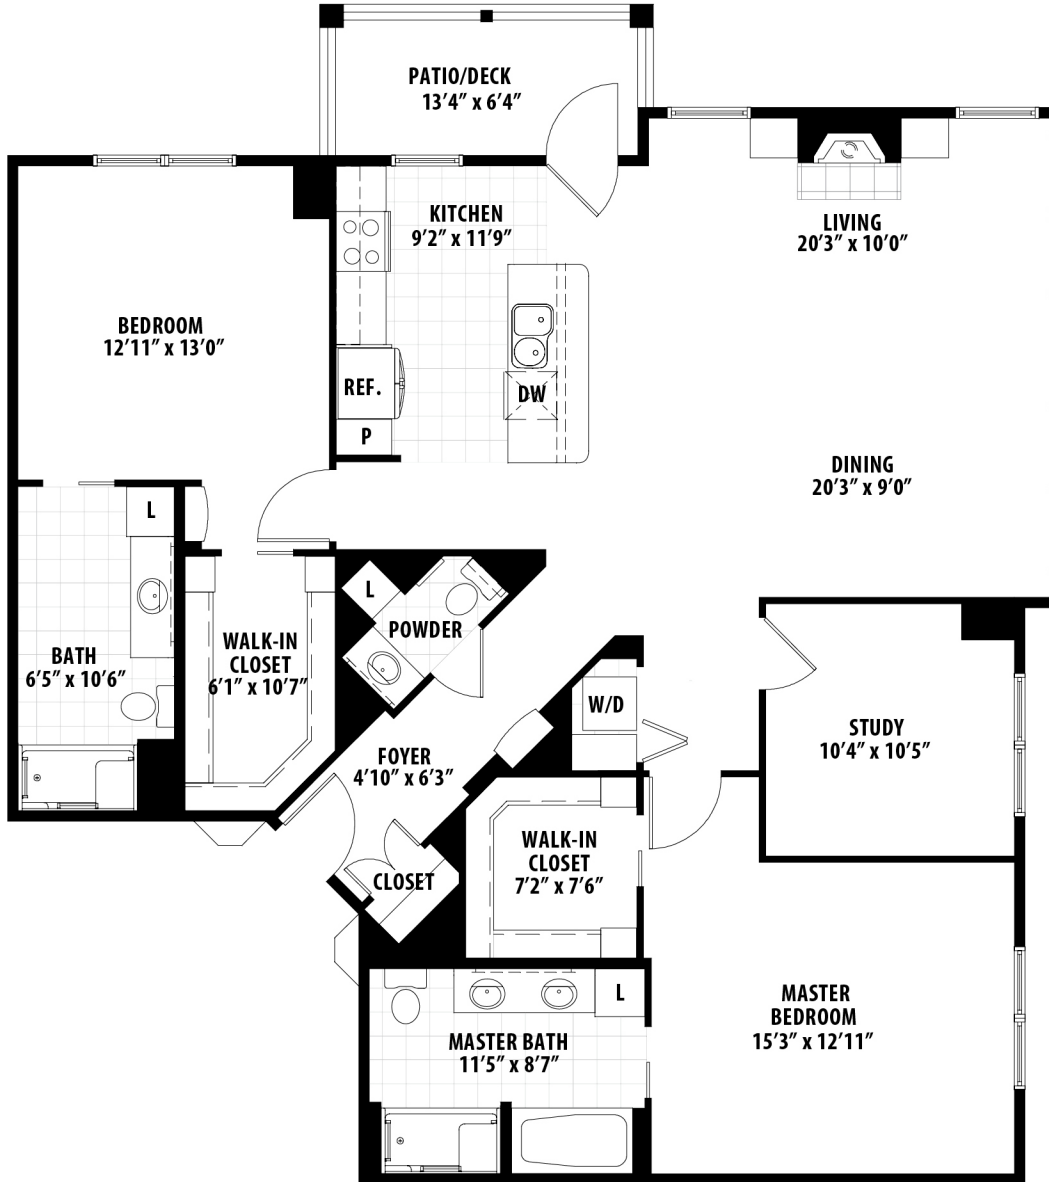 PATIO/DECK
13’4” x 6’4”
KITCHEN
9’2” x 11’9”
LIVING
20’3” x 10’0”
BEDROOM
12’11” x 13’0”
REF.
DW
P
DINING
20’3” x 9’0”
L
L
POWDER
WALK-IN
CLOSET
6’1” x 10’7”
BATH
6’5” x 10’6”
W/D
STUDY
10’4” x 10’5”
FOYER
4’10” x 6’3”
WALK-IN
CLOSET
7’2” x 7’6”
CLOSET
L
MASTER
BEDROOM
15’3” x 12’11”
MASTER BATH
11’5” x 8’7”